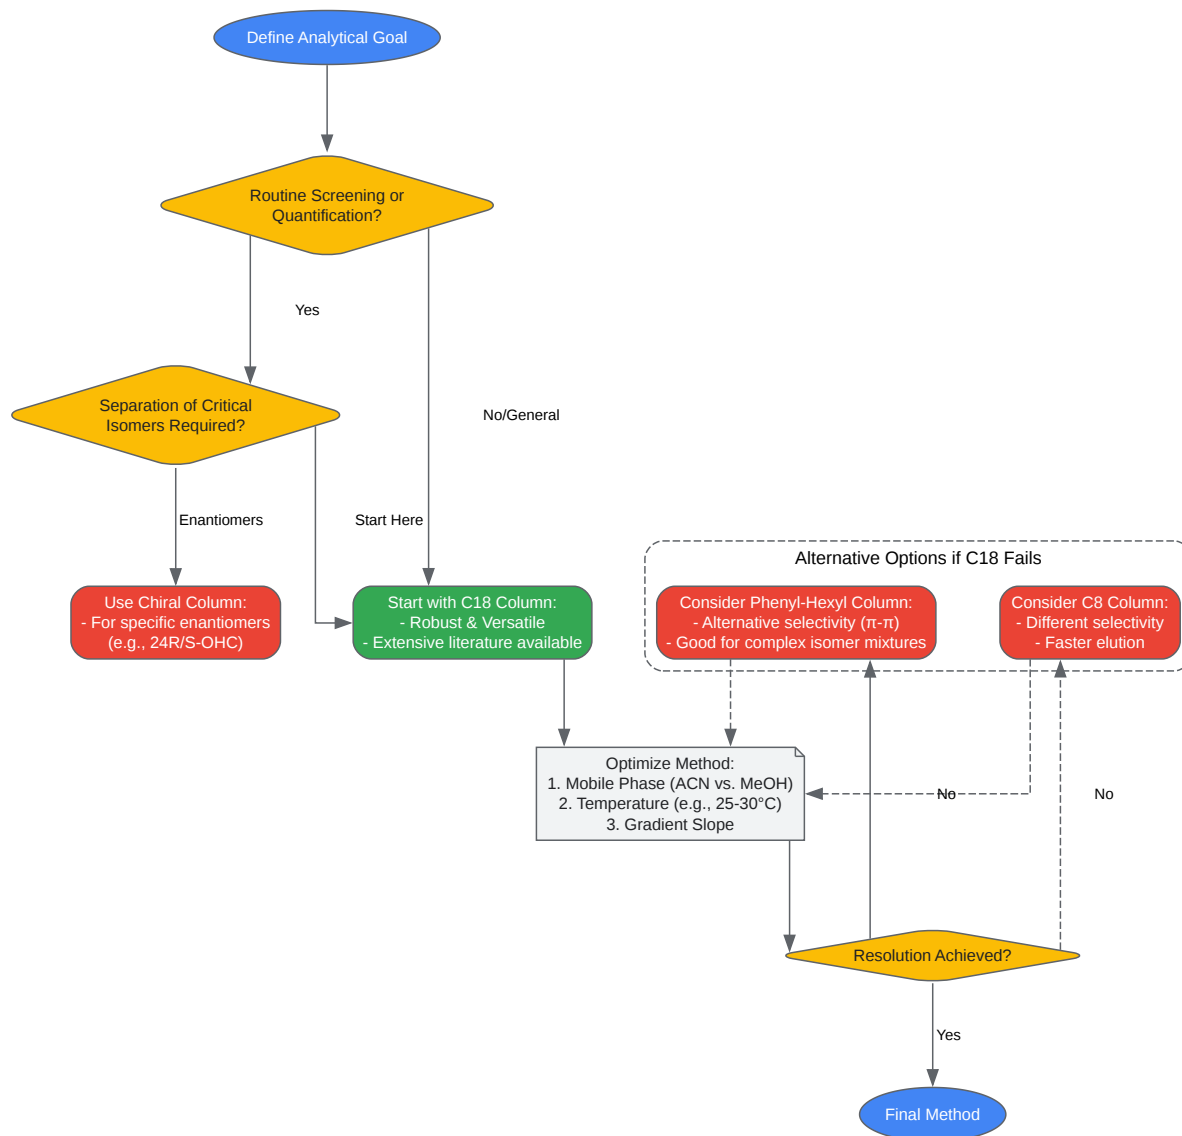 Define Analytical Goal
Routine Screening or
Quantification?
Yes
Separation of Critical
Isomers Required?
No/General
Enantiomers
Start Here
Alternative Options if C18 Fails
Use Chiral Column:
- For specific enantiomers
(e.g., 24R/S-OHC)
Start with C18 Column:
- Robust & Versatile
- Extensive literature available
Consider Phenyl-Hexyl Column:
- Alternative selectivity (π-π)
- Good for complex isomer mixtures
Consider C8 Column:
- Different selectivity
- Faster elution
Optimize Method:
1. Mobile Phase (ACN vs. MeOH)
2. Temperature (e.g., 25-30°C)
3. Gradient Slope
No
No
Resolution Achieved?
Yes
Final Method